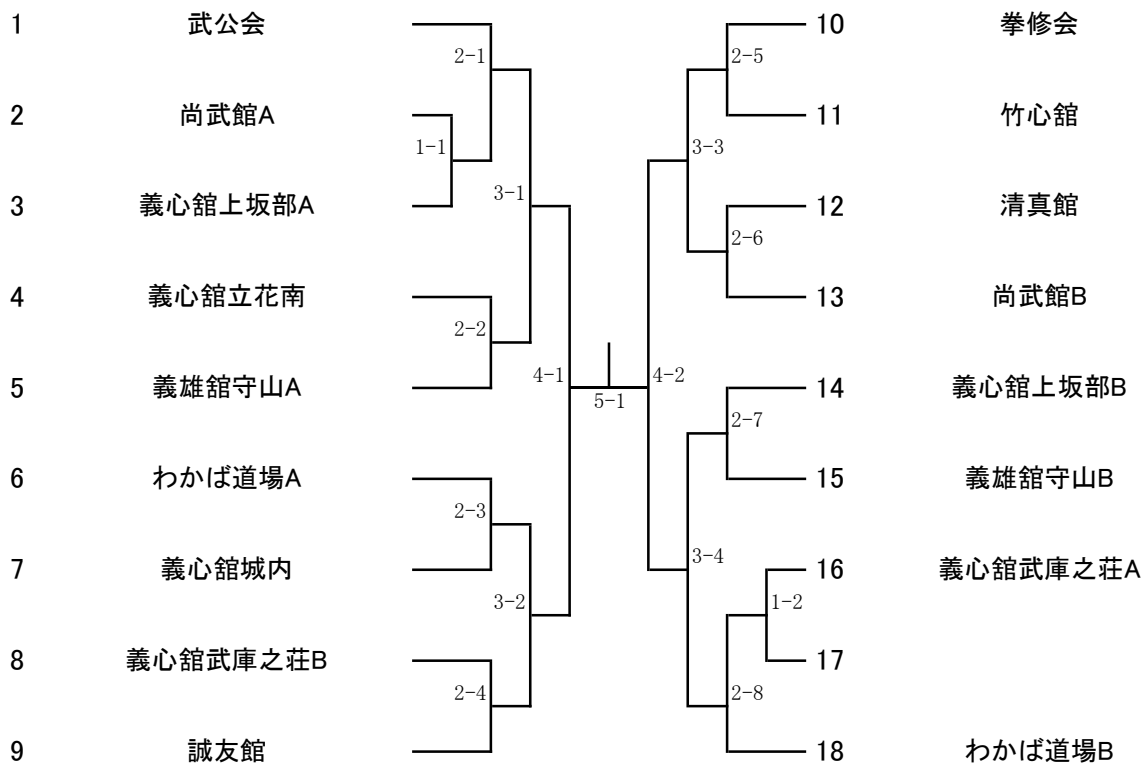 1 武公会
2-1
2 尚武館A
1-1
3 義心舘上坂部A
3-1
4 義心舘立花南
2-2
5 義雄舘守山A
4-1
6 わかば道場A
2-3
7 義心舘城内
3-2
8 義心舘武庫之荘B
2-4
9 誠友館
5-1
10 拳修会
2-5
11 竹心舘
3-3
12 清真館
2-6
13 尚武館B
4-2
14 義心舘上坂部B
2-7
15 義雄舘守山B
3-4
16 義心舘武庫之荘A
1-2
17
2-8
18 わかば道場B